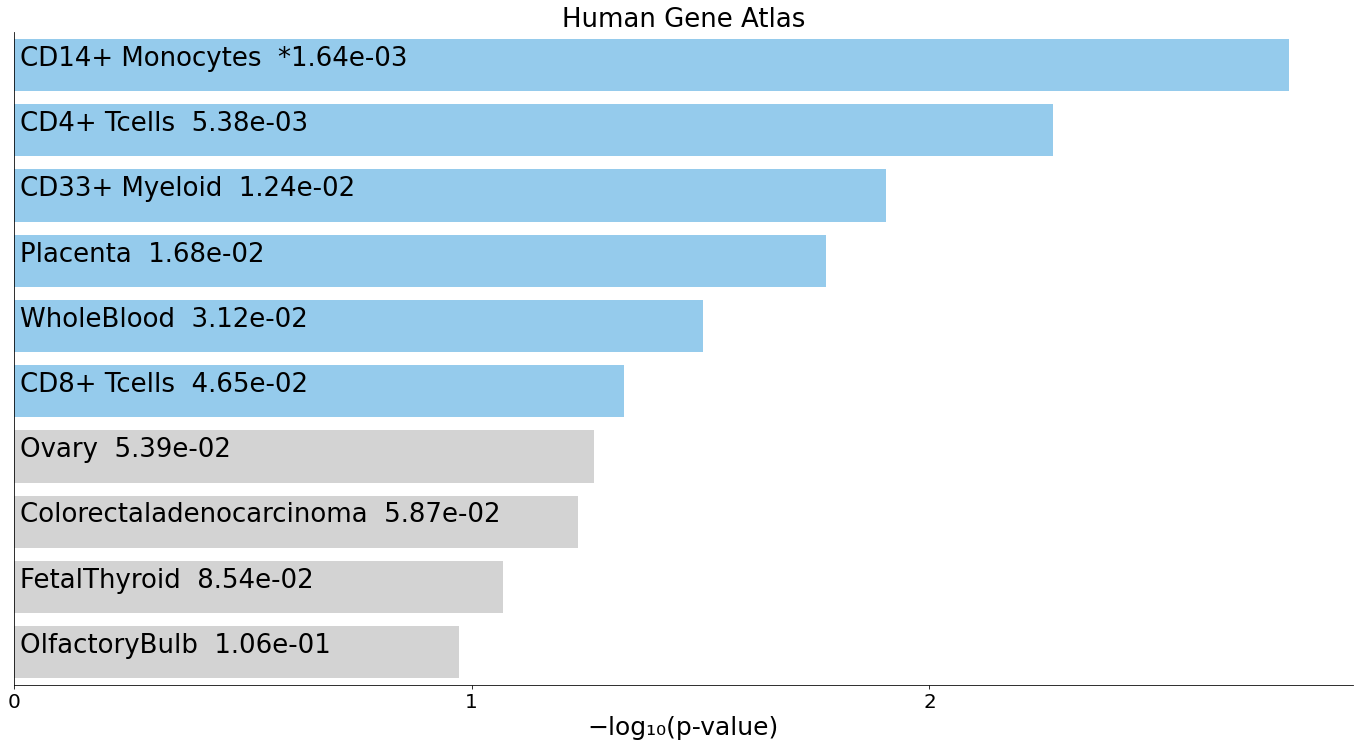 Human Gene Atlas
CD14+ Monocytes  *1.64e-03
CD4+ Tcells  5.38e-03
CD33+ Myeloid  1.24e-02
Placenta  1.68e-02
WholeBlood  3.12e-02
CD8+ Tcells  4.65e-02
Ovary  5.39e-02
Colorectaladenocarcinoma  5.87e-02
FetalThyroid  8.54e-02
OlfactoryBulb  1.06e-01
0 1 2
−log₁₀(p-value)